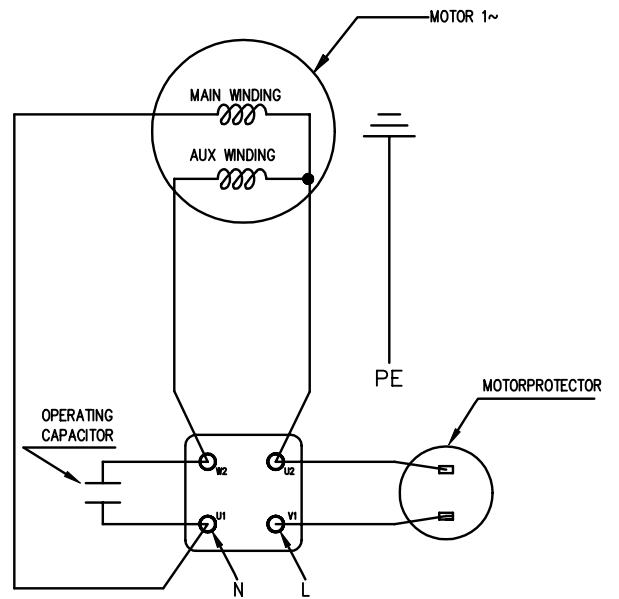 MOTOR 1~
MAIN WINDING
AUX WINDING
PE
MOTORPROTECTOR
OPERATING
CAPACITOR
W2
U2
U1
V1
N
L